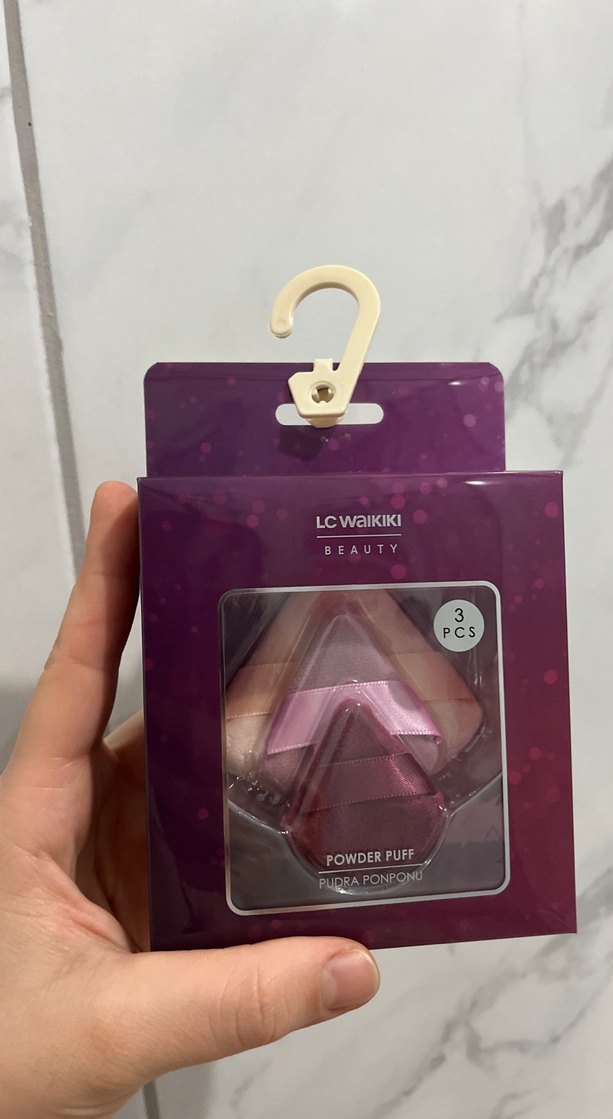 LC WAIKIKI
BEAUTY
3
PCS
POWDER PUFF
PUDRA PONPONU